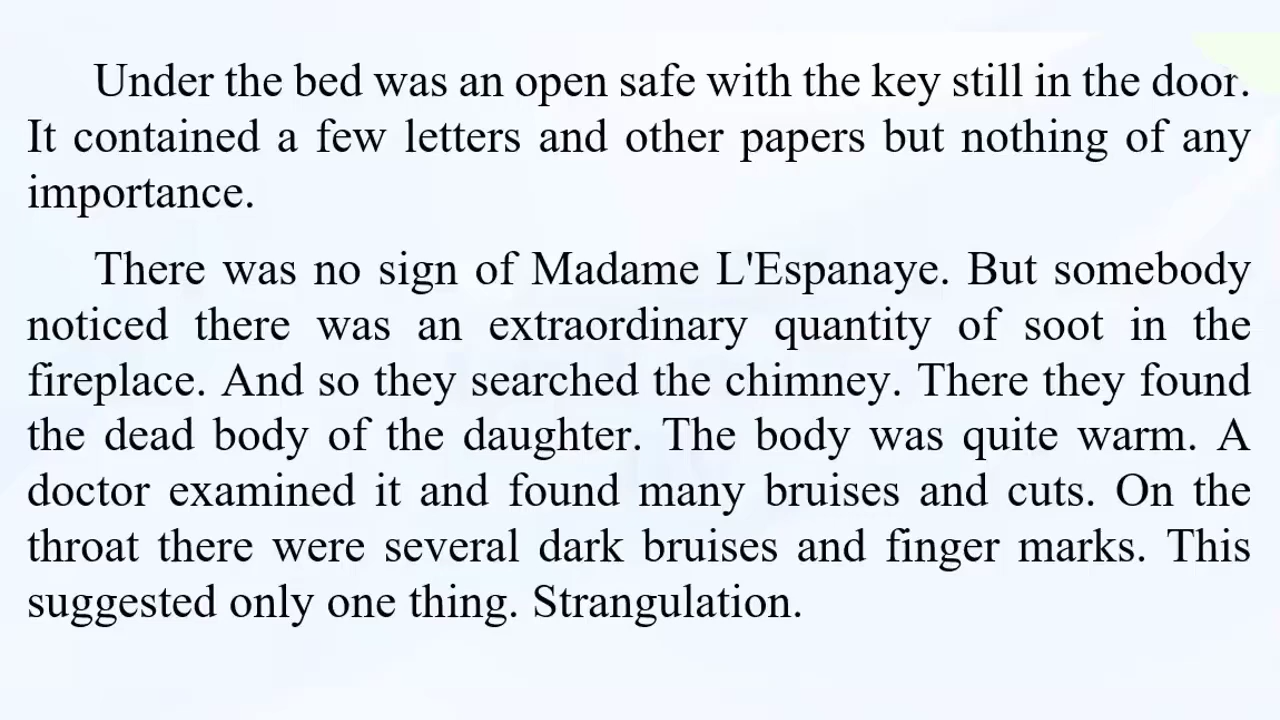 Under the bed was an open safe with the key still in the door.
It contained a few letters and other papers but nothing of any
importance.
There was no sign of Madame L'Espanaye. But somebody
noticed there was an extraordinary quantity of soot in the
fireplace. And so they searched the chimney. There they found
the dead body of the daughter. The body was quite warm. A
doctor examined it and found many bruises and cuts. On the
throat there were several dark bruises and finger marks. This
suggested only one thing. Strangulation.